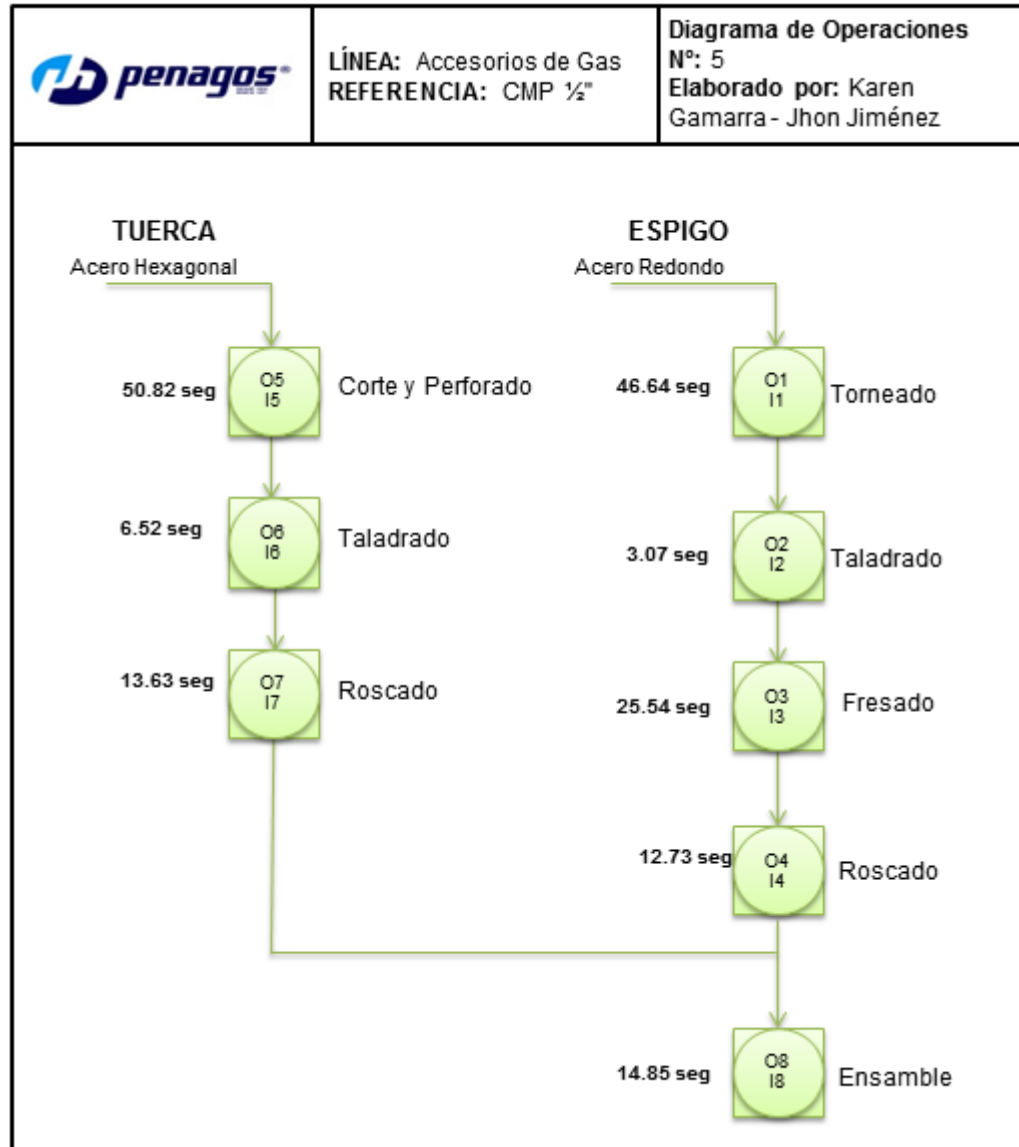 penagos
LÍNEA: Accesorios de Gas
REFERENCIA: CMP ½"
Diagrama de Operaciones
Nº: 5
Elaborado por: Karen
Gamarra - Jhon Jiménez
TUERCA
Acero Hexagonal
50.82 seg
O5
I5
Corte y Perforado
6.52 seg
O6
I6
Taladrado
13.63 seg
O7
I7
Roscado
ESPIGO
Acero Redondo
46.64 seg
O1
I1
Torneado
3.07 seg
O2
I2
Taladrado
25.54 seg
O3
I3
Fresado
12.73 seg
O4
I4
Roscado
14.85 seg
O8
I8
Ensamble